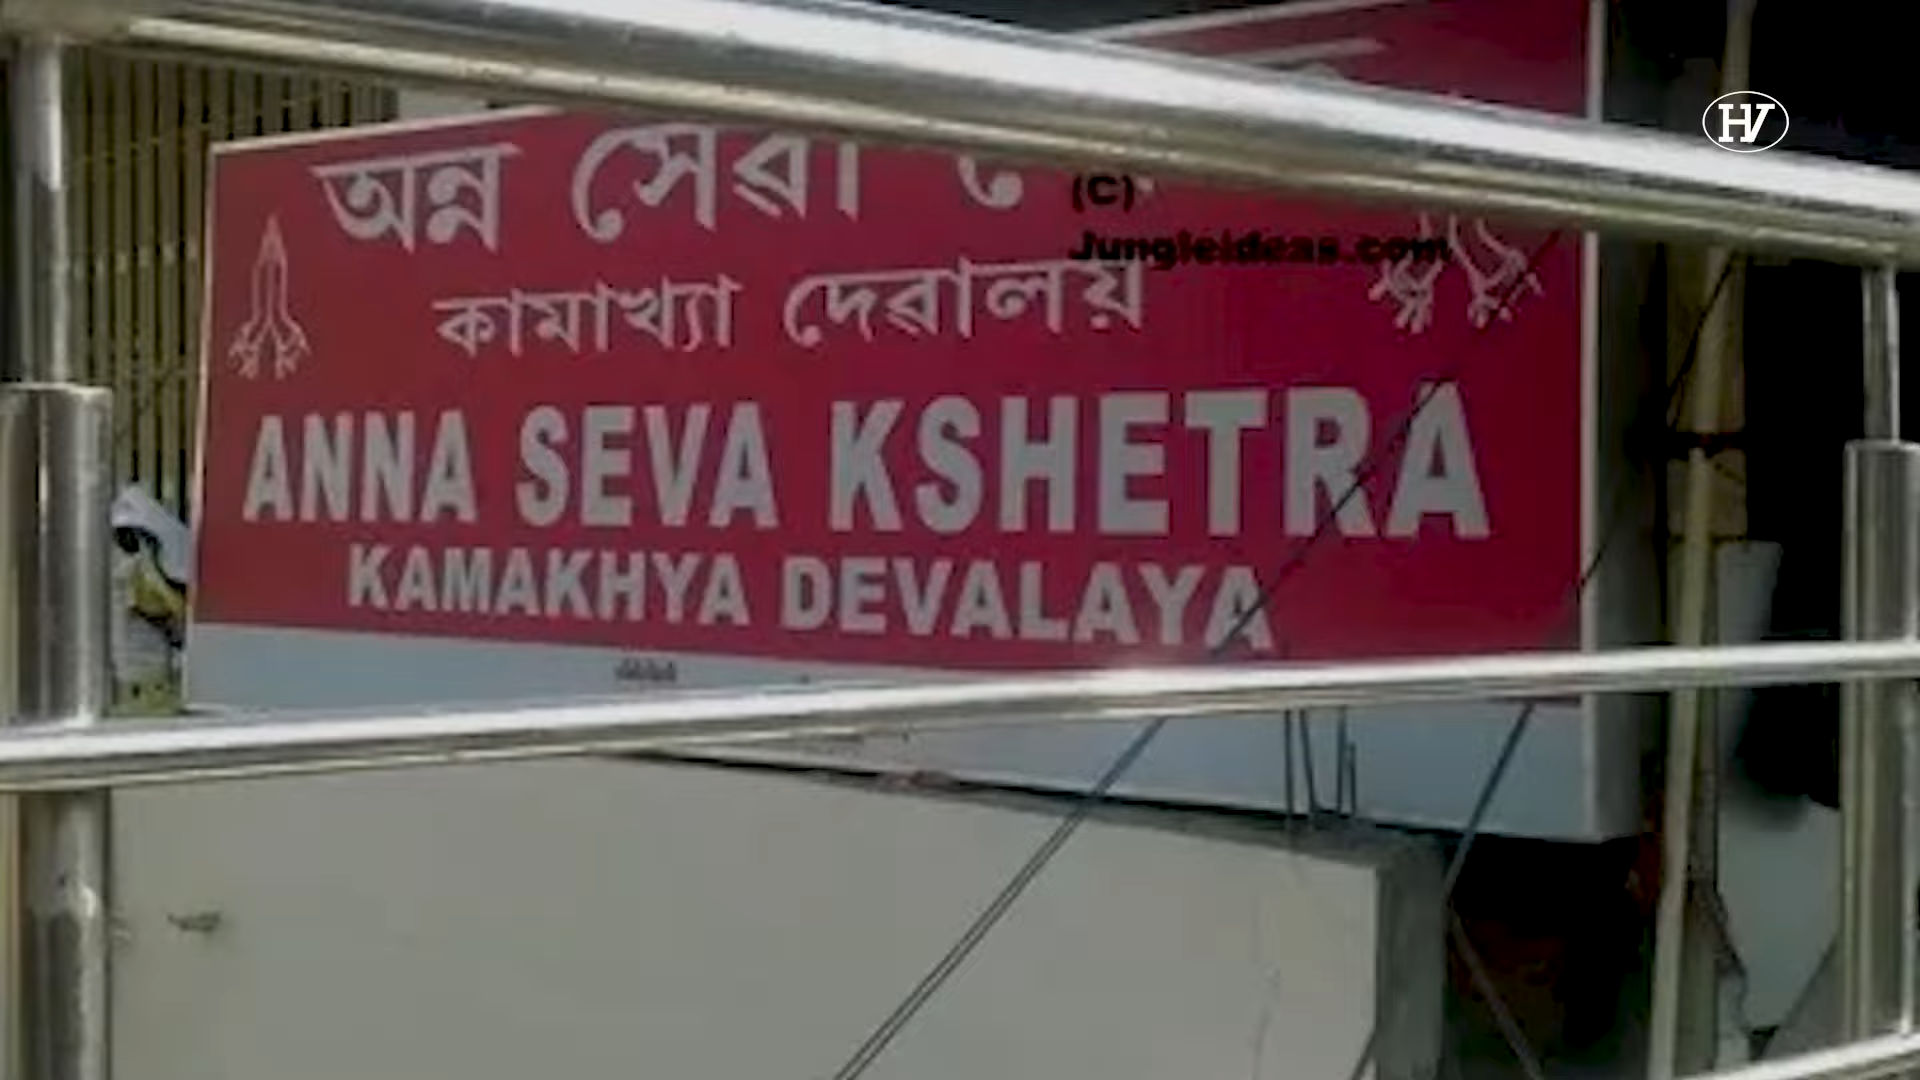 অন্ন সেৱা
কামাখ্যা দেৱালয়
ANNA SEVA KSHETRA
KAMAKHYA DEVALAYA
(C)
Jungleideas.com
HV